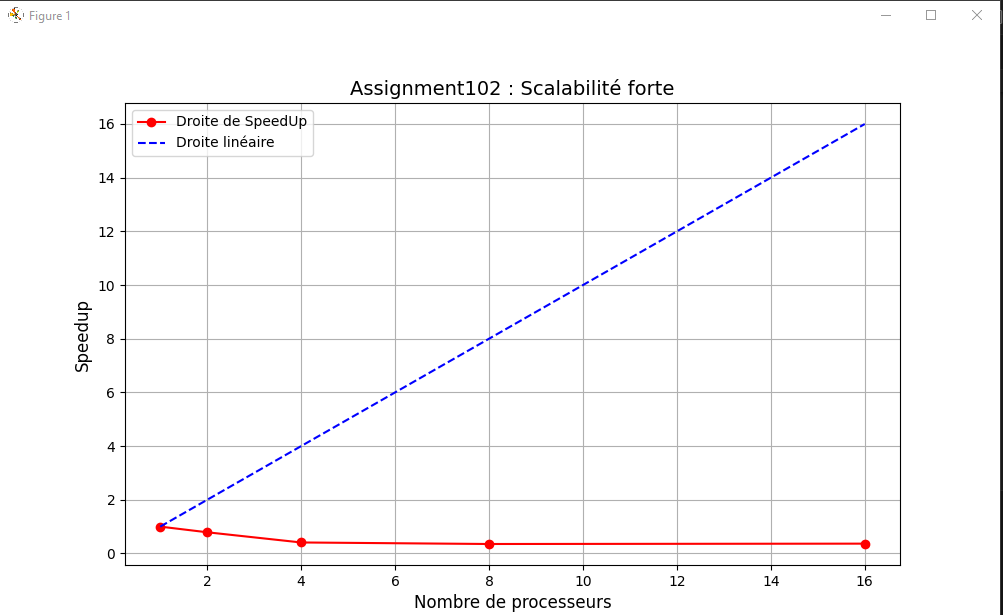 Figure 1
Assignment102 : Scalabilité forte
Droite de SpeedUp
Droite linéaire
16
14
12
10
8
6
4
2
0
Speedup
2 4 6 8 10 12 14 16
Nombre de processeurs